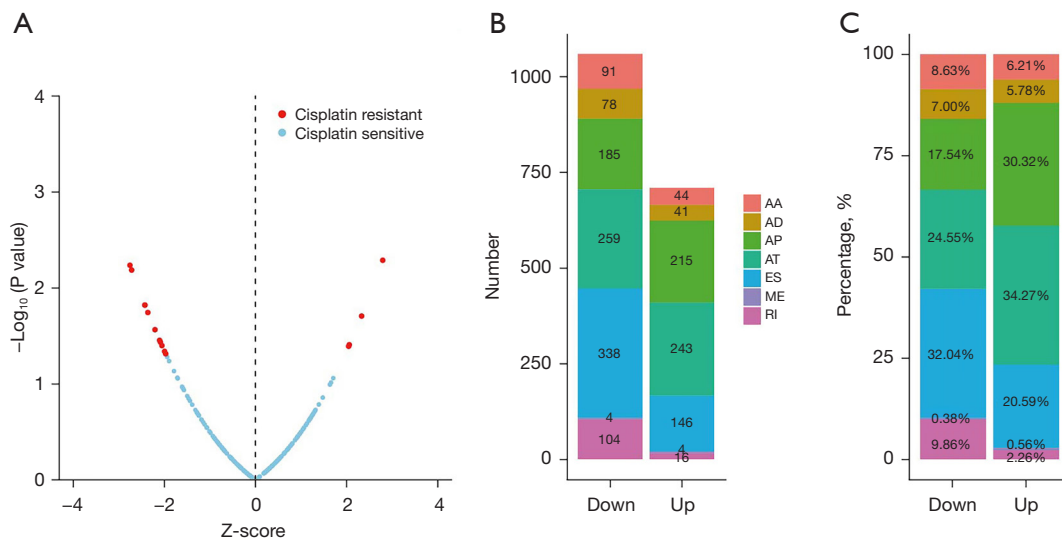 A
−Log10 (P value)
4
3
2
1
0
−4
−2
0
2
4
Z-score
Cisplatin resistant
Cisplatin sensitive
B
Number
1000
750
500
250
0
91
78
185
259
338
4
104
44
41
215
243
146
4
16
Down
Up
AA
AD
AP
AT
ES
ME
RI
C
Percentage, %
100
75
50
25
0
8.63%
7.00%
17.54%
24.55%
32.04%
0.38%
9.86%
6.21%
5.78%
30.32%
34.27%
20.59%
0.56%
2.26%
Down
Up